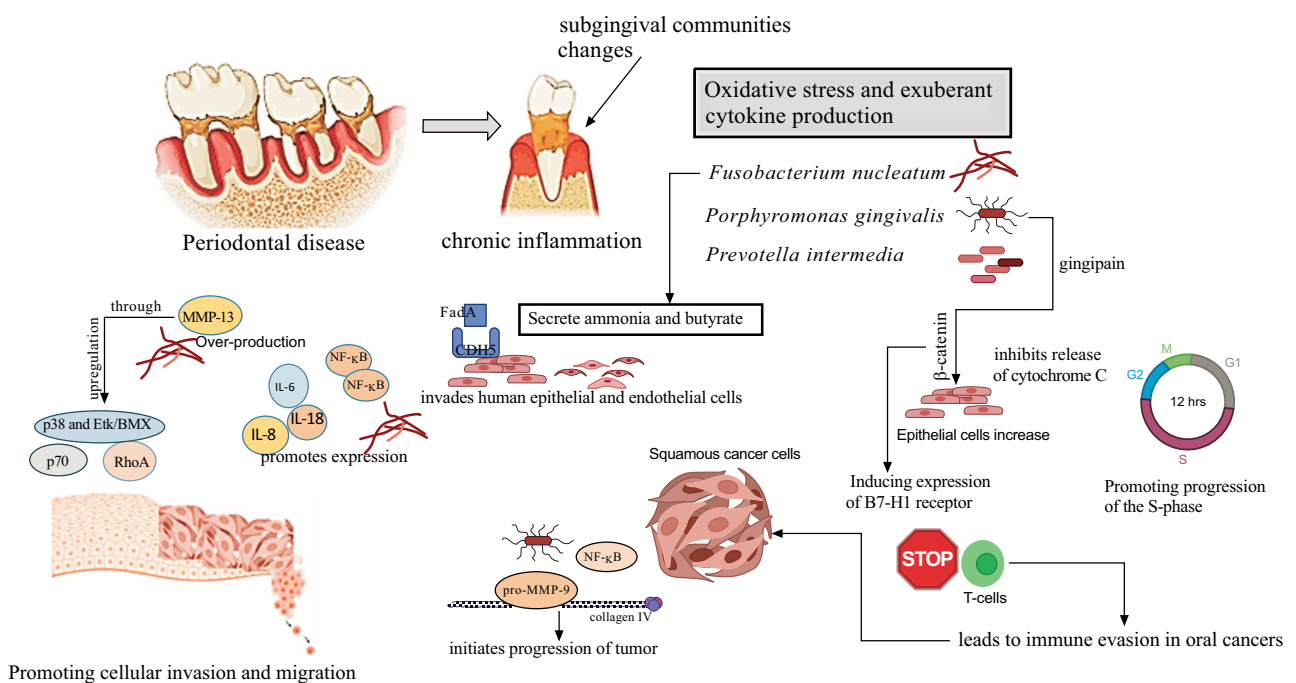 subgingival communities
changes
Oxidative stress and exuberant
cytokine production
Fusobacterium nucleatum
Porphyromonas gingivalis
Prevotella intermedia
gingipain
Periodontal disease
chronic inflammation
through
MMP-13
Over-production
upregulation
p38 and Etk/BMX
p70
RhoA
NF-κB
NF-κB
IL-6
IL-18
IL-8
promotes expression
FadA
CDH5
Secrete ammonia and butyrate
invades human epithelial and endothelial cells
β-catenin
inhibits release
of cytochrome C
Epithelial cells increase
M
G1
G2
12 hrs
S
Promoting progression
of the S-phase
Inducing expression
of B7-H1 receptor
Squamous cancer cells
STOP
T-cells
NF-κB
pro-MMP-9
collagen IV
initiates progression of tumor
leads to immune evasion in oral cancers
Promoting cellular invasion and migration